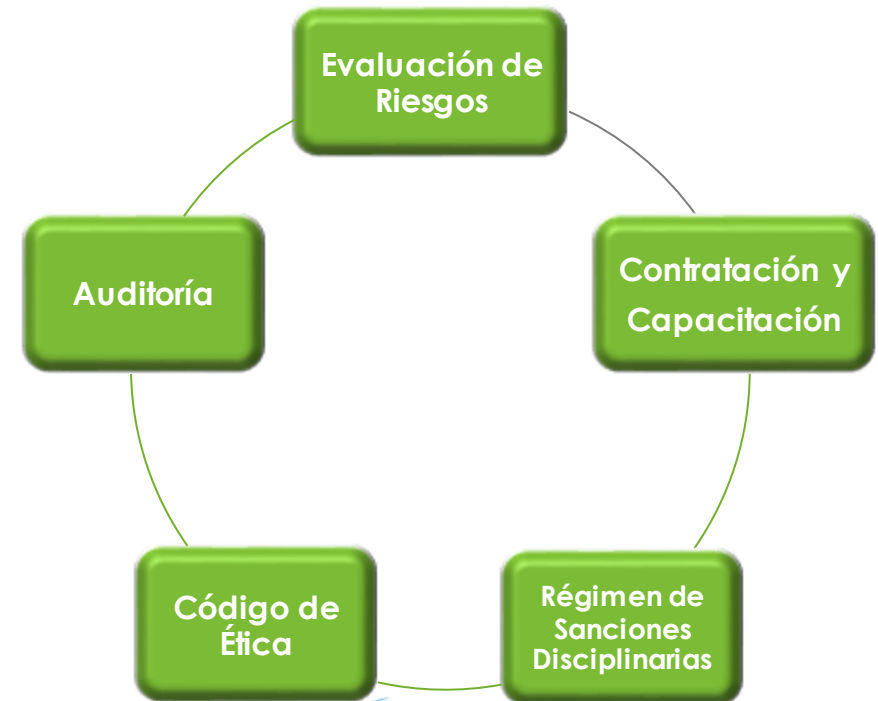 Evaluación de
Riesgos
Contratación y
Capacitación
Régimen de
Sanciones
Disciplinarias
Código de
Ética
Auditoría